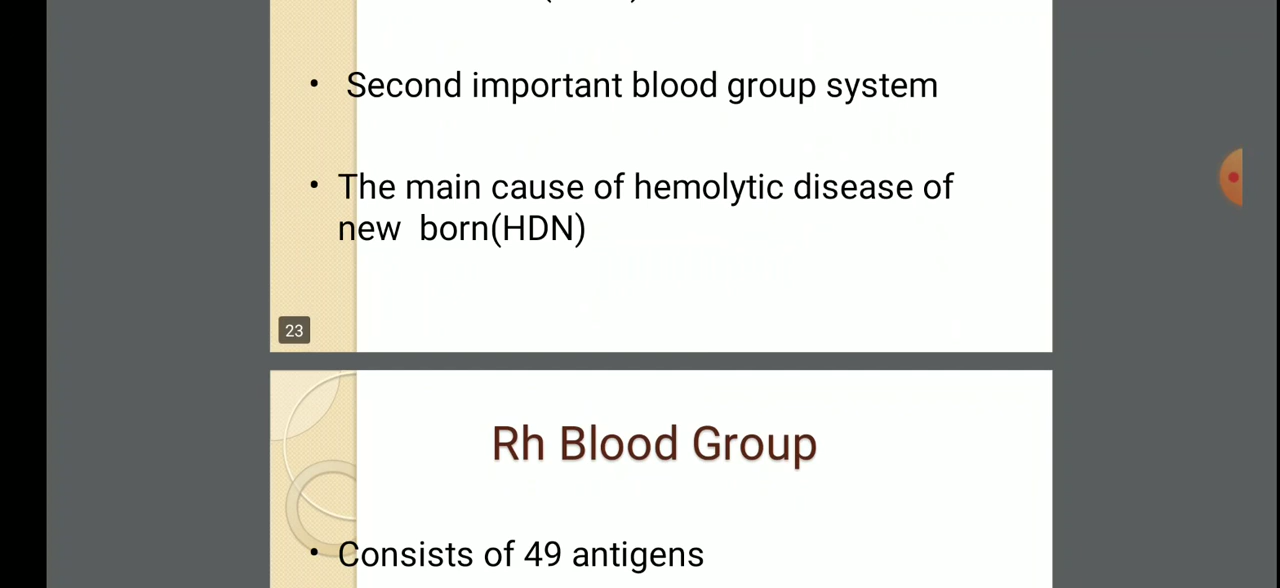 • Second important blood group system
• The main cause of hemolytic disease of
new born(HDN)
23
Rh Blood Group
• Consists of 49 antigens